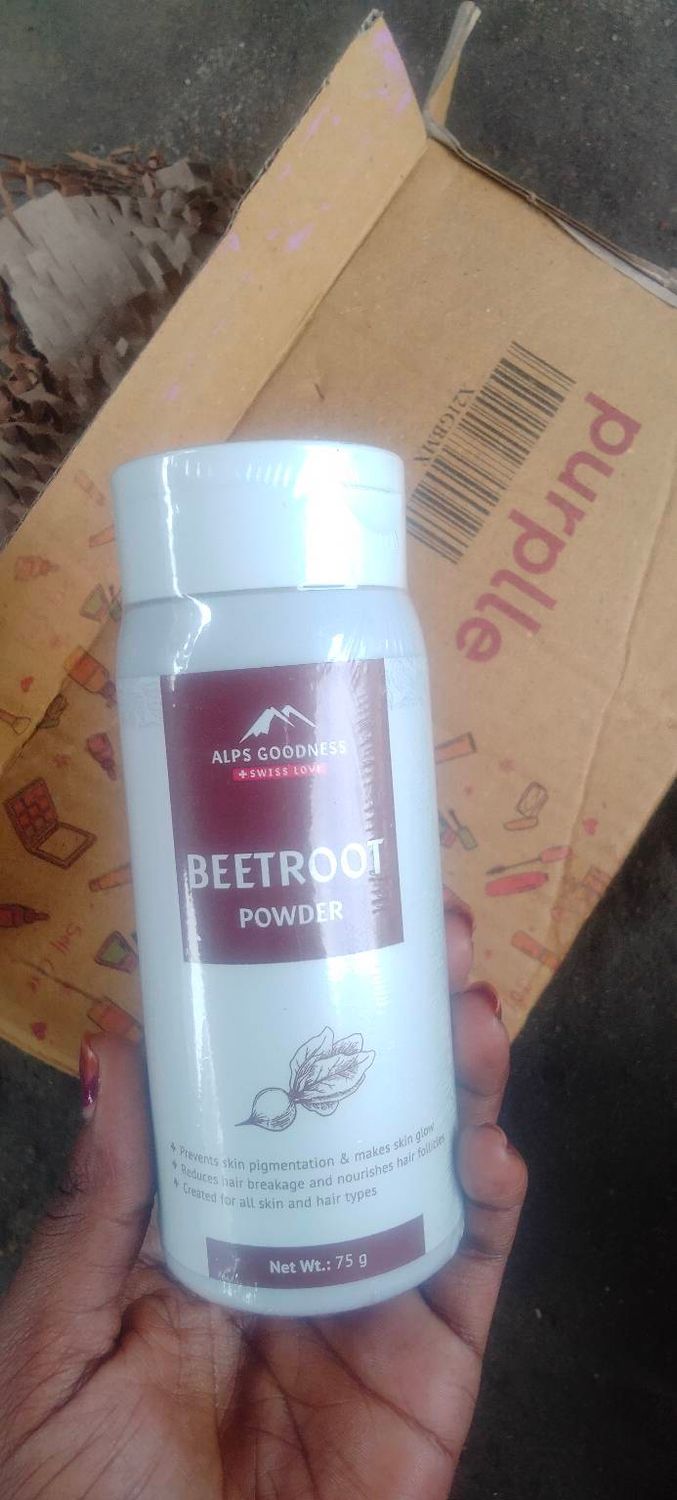 X21GBMX
purplle
ALPS GOODNESS
SWISS LOVE
BEETROOT
POWDER
Prevents skin pigmentation & makes skin glow
Reduces hair breakage and nourishes hair follicles
Created for all skin and hair types
Net Wt.: 75 g